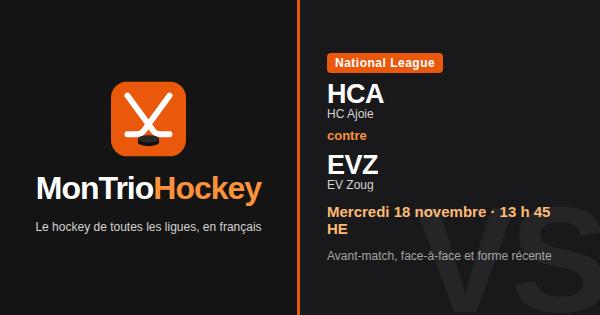 MonTrioHockey
Le hockey de toutes les ligues, en français
National League
HCA
HC Ajoie
contre
EVZ
EV Zoug
Mercredi 18 novembre · 13 h 45
HE
Avant-match, face-à-face et forme récente
VS